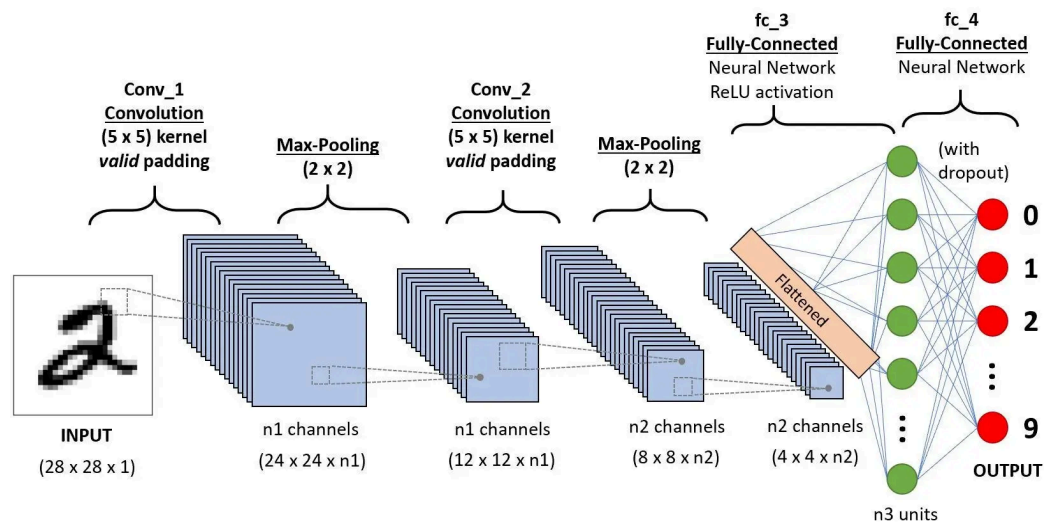 Conv_1
Convolution
(5 x 5) kernel
valid padding
Max-Pooling
(2 x 2)
Conv_2
Convolution
(5 x 5) kernel
valid padding
Max-Pooling
(2 x 2)
fc_3
Fully-Connected
Neural Network
ReLU activation
fc_4
Fully-Connected
Neural Network
(with
dropout)
2
INPUT
(28 x 28 x 1)
n1 channels
(24 x 24 x n1)
n1 channels
(12 x 12 x n1)
n2 channels
(8 x 8 x n2)
n2 channels
(4 x 4 x n2)
Flattened
n3 units
0
1
2
9
OUTPUT